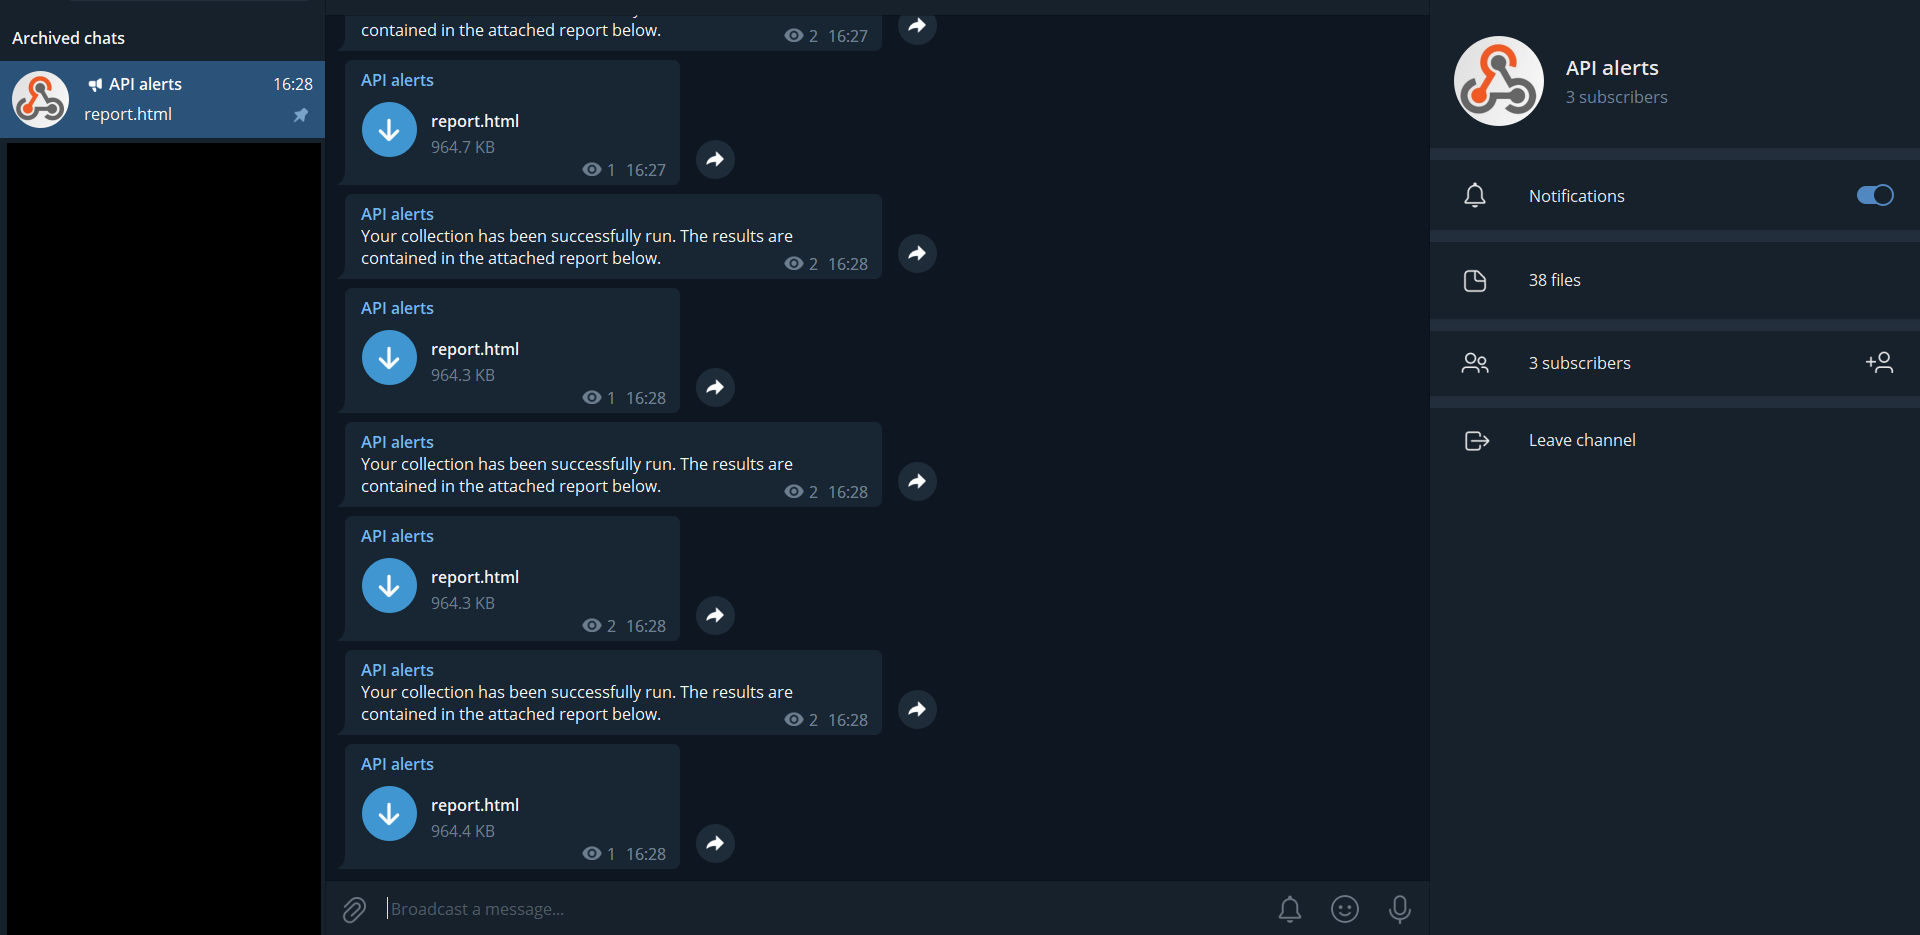 Archived chats
API alerts 16:28
report.html
contained in the attached report below. 2 16:27
API alerts
report.html
964.7 KB
1 16:27
API alerts
Your collection has been successfully run. The results are
contained in the attached report below. 2 16:28
API alerts
report.html
964.3 KB
1 16:28
API alerts
Your collection has been successfully run. The results are
contained in the attached report below. 2 16:28
API alerts
report.html
964.3 KB
2 16:28
API alerts
Your collection has been successfully run. The results are
contained in the attached report below. 2 16:28
API alerts
report.html
964.4 KB
1 16:28
Broadcast a message...
API alerts
3 subscribers
Notifications
38 files
3 subscribers
Leave channel